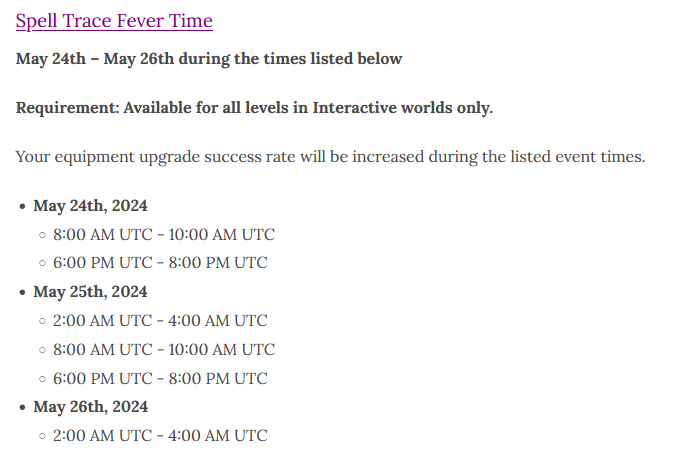 Spell Trace Fever Time
May 24th – May 26th during the times listed below
Requirement: Available for all levels in Interactive worlds only.
Your equipment upgrade success rate will be increased during the listed event times.
• May 24th, 2024
○ 8:00 AM UTC - 10:00 AM UTC
○ 6:00 PM UTC - 8:00 PM UTC
• May 25th, 2024
○ 2:00 AM UTC - 4:00 AM UTC
○ 8:00 AM UTC - 10:00 AM UTC
○ 6:00 PM UTC - 8:00 PM UTC
• May 26th, 2024
○ 2:00 AM UTC - 4:00 AM UTC